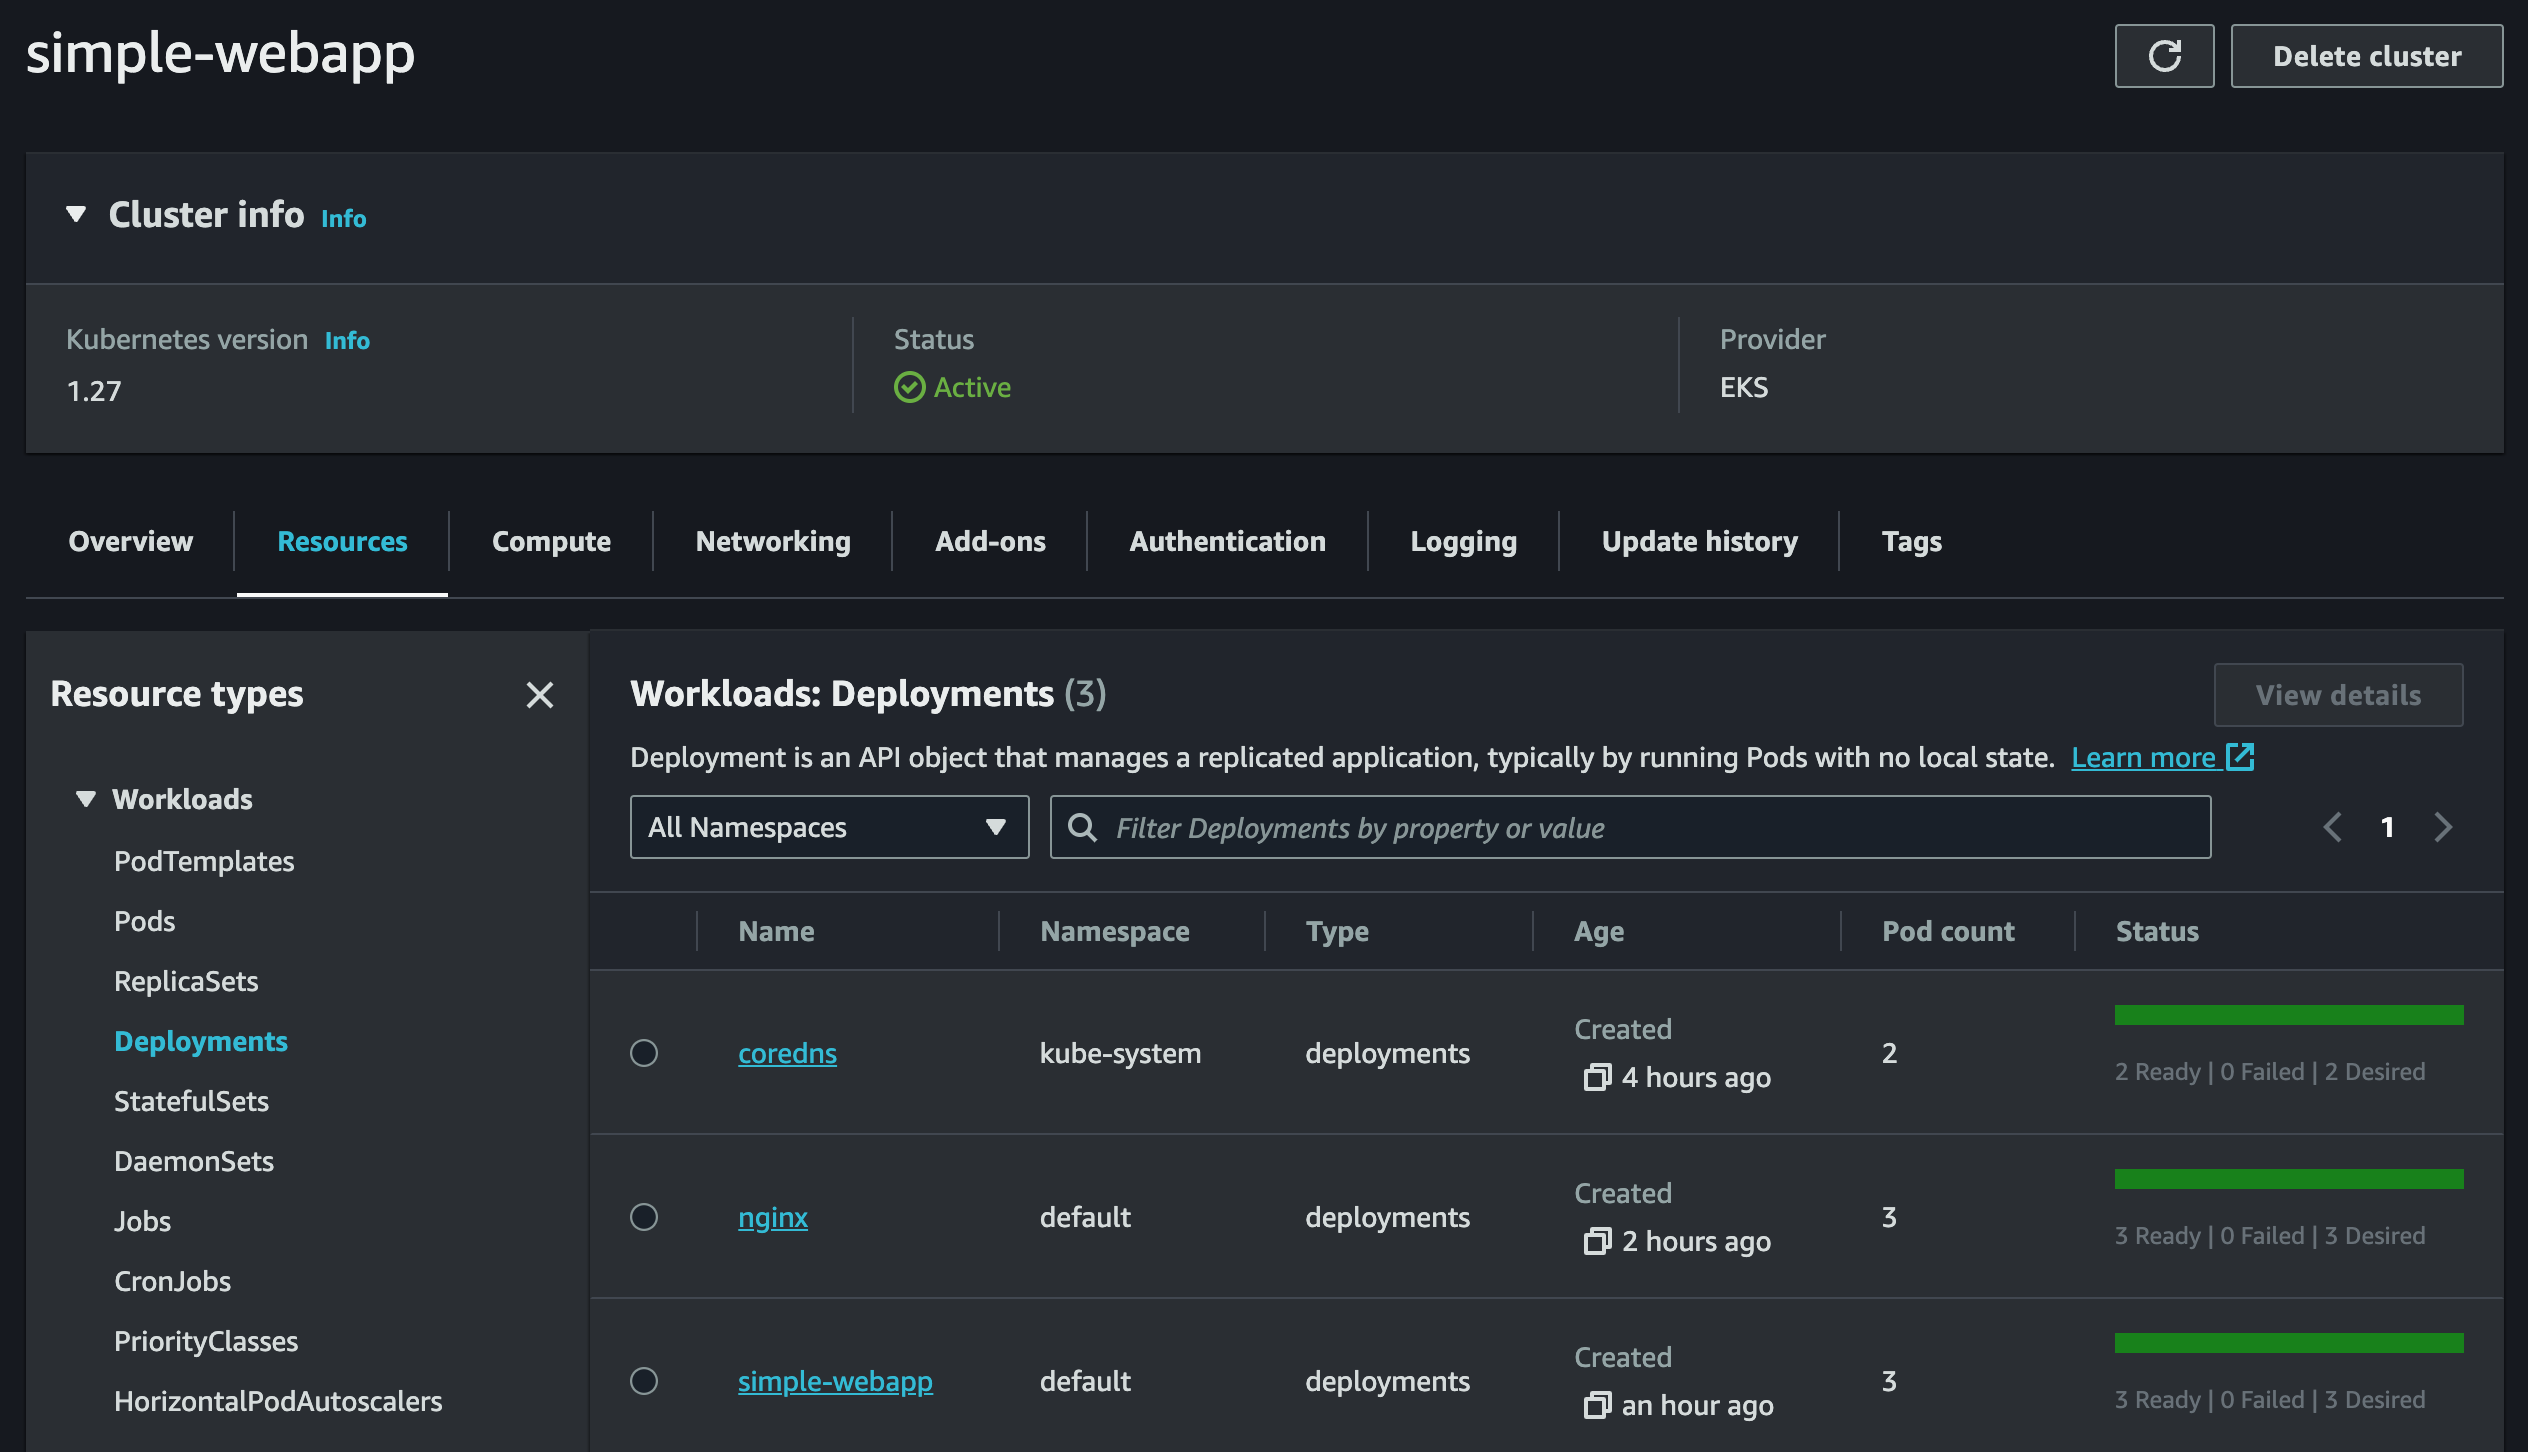 simple-webapp
Delete cluster
Cluster info Info
Kubernetes version Info
1.27
Status
Active
Provider
EKS
Overview Resources Compute Networking Add-ons Authentication Logging Update history Tags
Resource types
Workloads
PodTemplates
Pods
ReplicaSets
Deployments
StatefulSets
DaemonSets
Jobs
CronJobs
PriorityClasses
HorizontalPodAutoscalers
Workloads: Deployments (3)
View details
Deployment is an API object that manages a replicated application, typically by running Pods with no local state. Learn more
All Namespaces
Filter Deployments by property or value
1
Name Namespace Type Age Pod count Status
coredns kube-system deployments
Created
4 hours ago
2
2 Ready | 0 Failed | 2 Desired
nginx default deployments
Created
2 hours ago
3
3 Ready | 0 Failed | 3 Desired
simple-webapp default deployments
Created
an hour ago
3
3 Ready | 0 Failed | 3 Desired